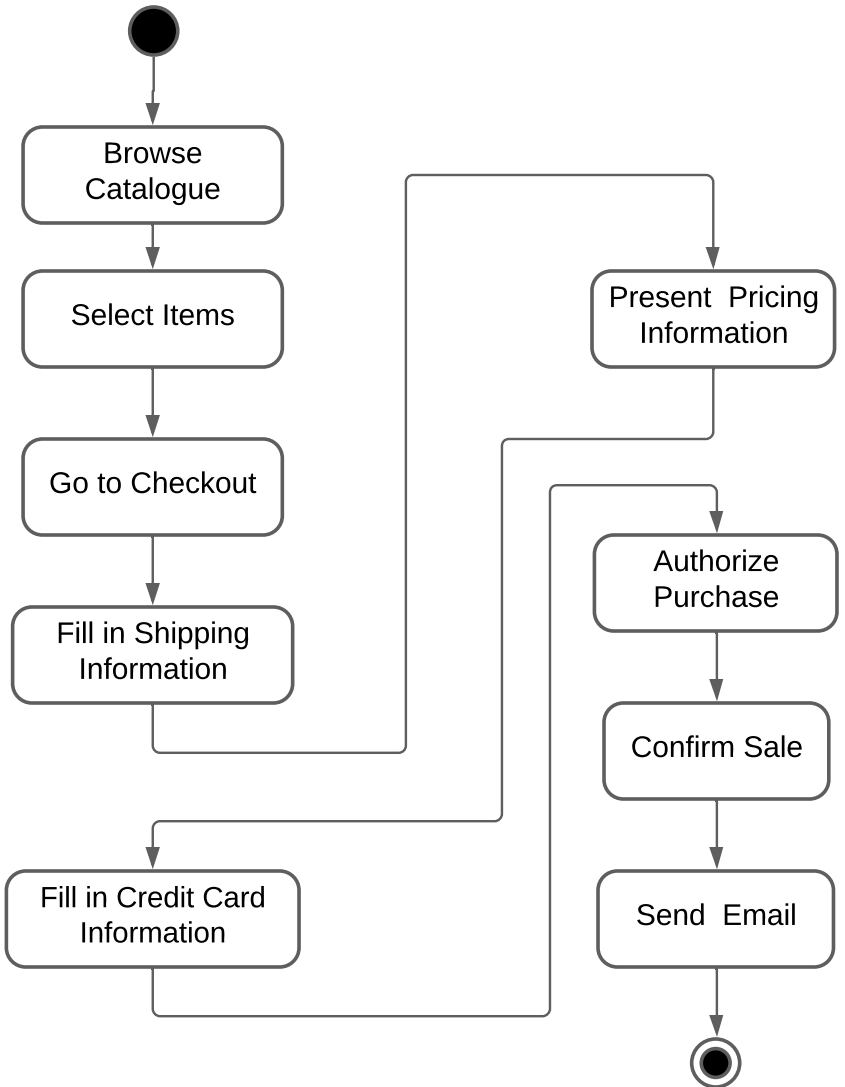 Browse
Catalogue
Select Items
Go to Checkout
Fill in Shipping
Information
Present  Pricing
Information
Fill in Credit Card
Information
Authorize
Purchase
Confirm Sale
Send  Email